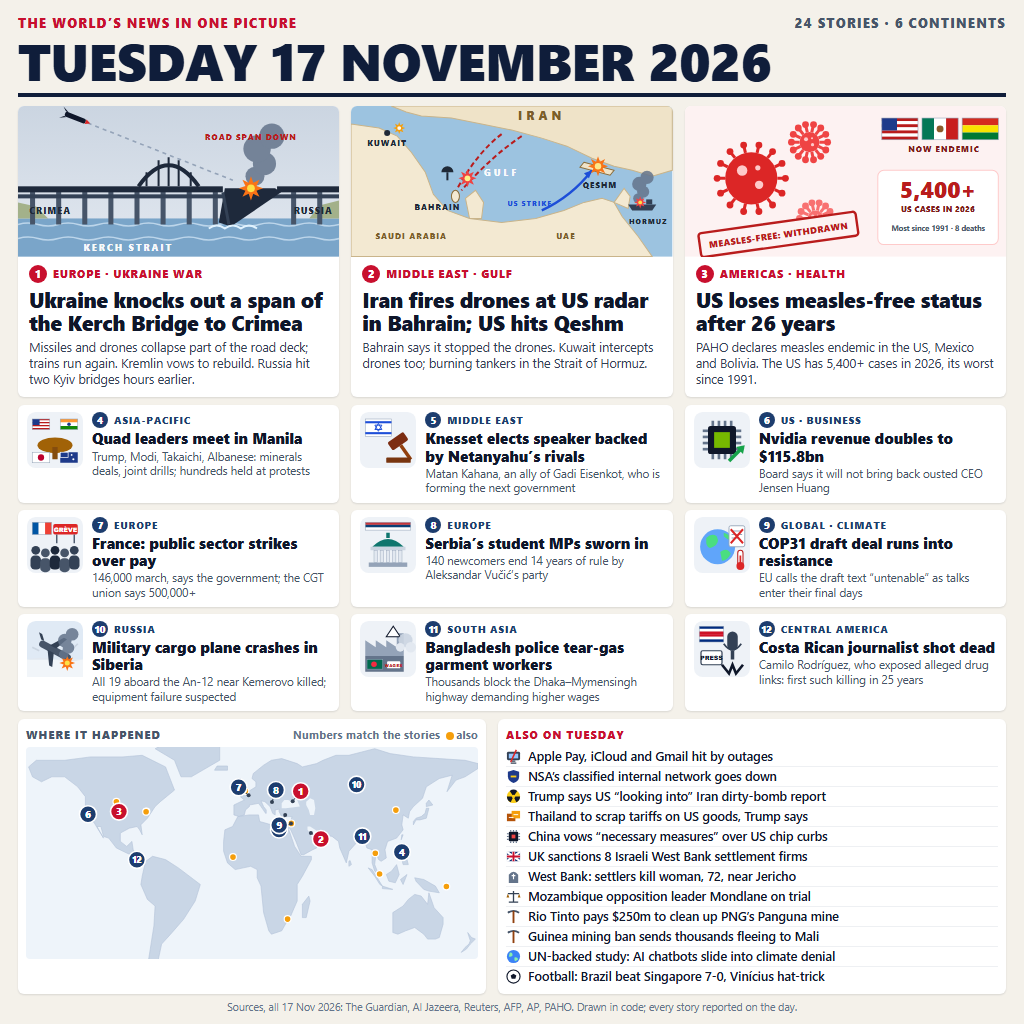 THE WORLD'S NEWS IN ONE PICTURE
24 STORIES · 6 CONTINENTS
TUESDAY 17 NOVEMBER 2026
ROAD SPAN DOWN
CRIMEA
RUSSIA
KERCH STRAIT
1 EUROPE · UKRAINE WAR
Ukraine knocks out a span of
the Kerch Bridge to Crimea
Missiles and drones collapse part of the road deck;
trains run again. Kremlin vows to rebuild. Russia hit
two Kyiv bridges hours earlier.
IRAN
KUWAIT
GULF
QESHM
BAHRAIN
US STRIKE
HORMUZ
SAUDI ARABIA
UAE
2 MIDDLE EAST · GULF
Iran fires drones at US radar
in Bahrain; US hits Qeshm
Bahrain says it stopped the drones. Kuwait intercepts
drones too; burning tankers in the Strait of Hormuz.
NOW ENDEMIC
5,400+
US CASES IN 2026
Most since 1991 · 8 deaths
MEASLES-FREE: WITHDRAWN
3 AMERICAS · HEALTH
US loses measles-free status
after 26 years
PAHO declares measles endemic in the US, Mexico
and Bolivia. The US has 5,400+ cases in 2026, its worst
since 1991.
4 ASIA-PACIFIC
Quad leaders meet in Manila
Trump, Modi, Takaichi, Albanese: minerals
deals, joint drills; hundreds held at protests
5 MIDDLE EAST
Knesset elects speaker backed
by Netanyahu's rivals
Matan Kahana, an ally of Gadi Eisenkot, who is
forming the next government
6 US · BUSINESS
Nvidia revenue doubles to
$115.8bn
Board says it will not bring back ousted CEO
Jensen Huang
GRÈVE
7 EUROPE
France: public sector strikes
over pay
146,000 march, says the government; the CGT
union says 500,000+
8 EUROPE
Serbia's student MPs sworn in
140 newcomers end 14 years of rule by
Aleksandar Vučić's party
9 GLOBAL · CLIMATE
COP31 draft deal runs into
resistance
EU calls the draft text "untenable" as talks
enter their final days
10 RUSSIA
Military cargo plane crashes in
Siberia
All 19 aboard the An-12 near Kemerovo killed;
equipment failure suspected
WAGES
11 SOUTH ASIA
Bangladesh police tear-gas
garment workers
Thousands block the Dhaka–Mymensingh
highway demanding higher wages
PRESS
12 CENTRAL AMERICA
Costa Rican journalist shot dead
Camilo Rodríguez, who exposed alleged drug
links: first such killing in 25 years
WHERE IT HAPPENED
Numbers match the stories also
7
8
1
10
6
3
9
2
11
4
12
ALSO ON TUESDAY
Apple Pay, iCloud and Gmail hit by outages
NSA's classified internal network goes down
Trump says US "looking into" Iran dirty-bomb report
Thailand to scrap tariffs on US goods, Trump says
China vows "necessary measures" over US chip curbs
UK sanctions 8 Israeli West Bank settlement firms
West Bank: settlers kill woman, 72, near Jericho
Mozambique opposition leader Mondlane on trial
Rio Tinto pays $250m to clean up PNG's Panguna mine
Guinea mining ban sends thousands fleeing to Mali
UN-backed study: AI chatbots slide into climate denial
Football: Brazil beat Singapore 7-0, Vinícius hat-trick
Sources, all 17 Nov 2026: The Guardian, Al Jazeera, Reuters, AFP, AP, PAHO. Drawn in code; every story reported on the day.